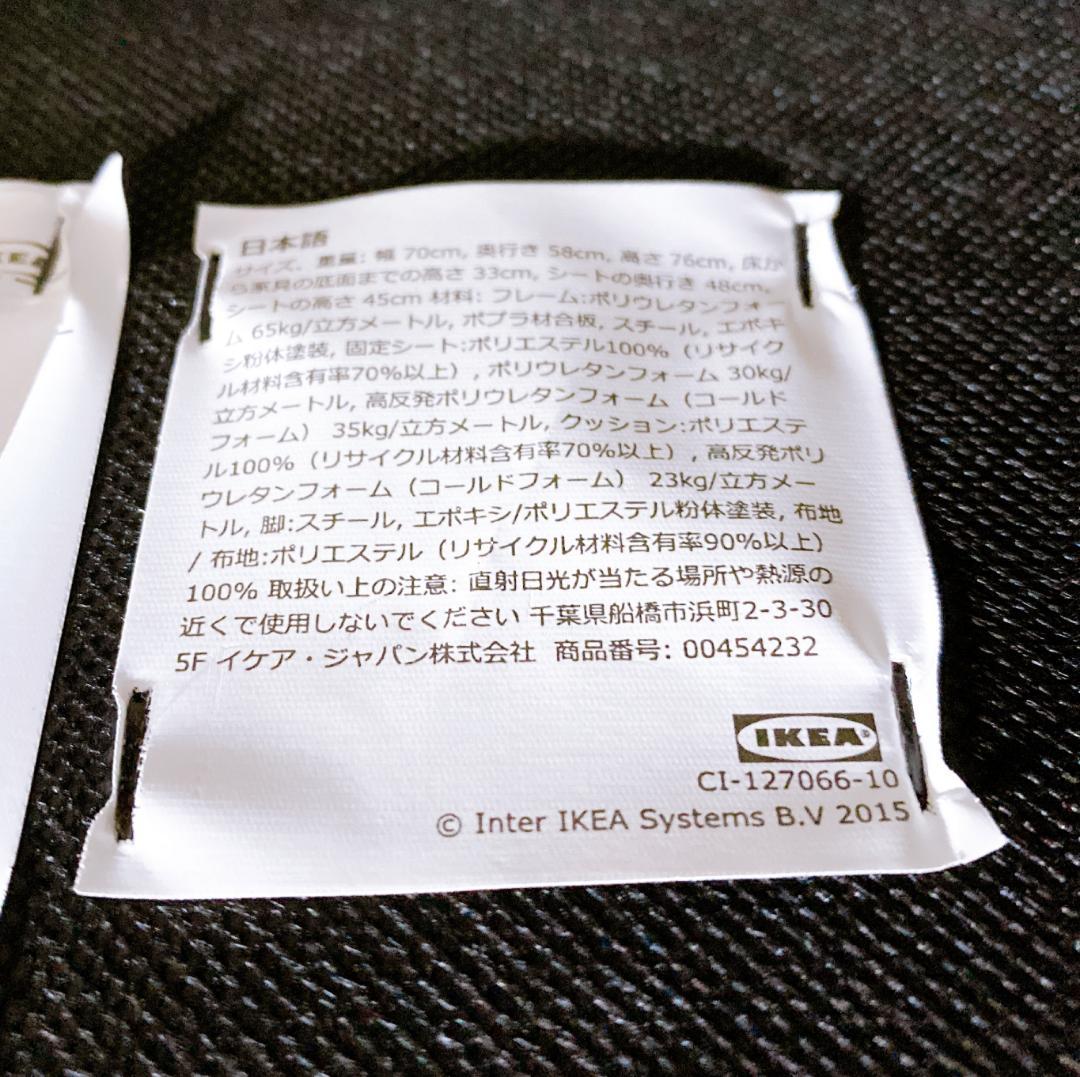 日本語
サイズ、重量: 幅 70cm, 奥行き 58cm, 高さ 76cm, 床か
ら家具の底面までの高さ 33cm, シートの奥行き 48cm,
シートの高さ 45cm 材料: フレーム:ポリウレタンフォー
ム 65kg/立方メートル, ポプラ材合板, スチール, エポキ
シ粉体塗装, 固定シート:ポリエステル100%（リサイク
ル材料含有率70%以上）, ポリウレタンフォーム 30kg/
立方メートル, 高反発ポリウレタンフォーム（コールド
フォーム） 35kg/立方メートル, クッション:ポリエステ
ル100%（リサイクル材料含有率70%以上）, 高反発ポリ
ウレタンフォーム（コールドフォーム） 23kg/立方メー
トル, 脚:スチール, エポキシ/ポリエステル粉体塗装, 布地
/ 布地:ポリエステル（リサイクル材料含有率90%以上）
100% 取扱い上の注意: 直射日光が当たる場所や熱源の
近くで使用しないでください 千葉県船橋市浜町2-3-30
5F イケア・ジャパン株式会社 商品番号: 00454232
IKEA®
CI-127066-10
© Inter IKEA Systems B.V 2015